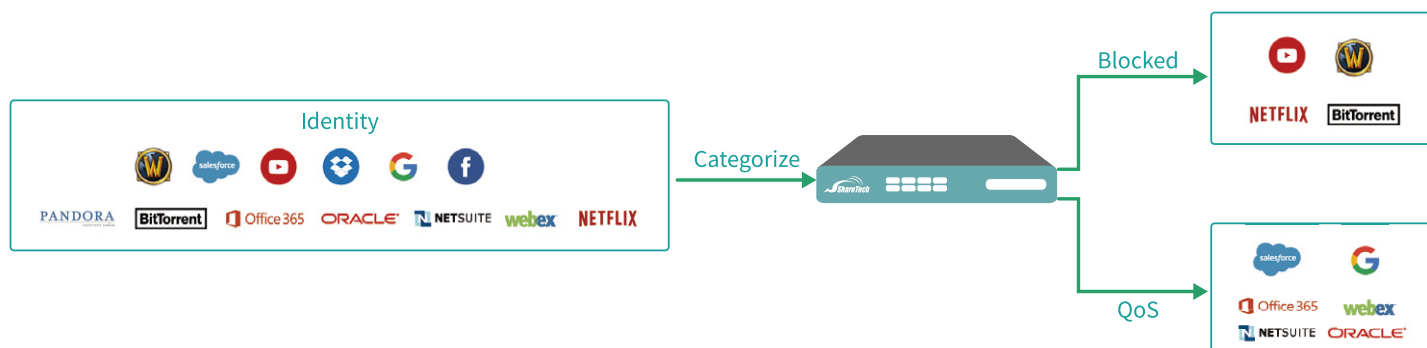 Identity
W salesforce G f
PANDORA BitTorrent Office 365 ORACLE NETSUITE webex NETFLIX
Categorize
ShareTech
Blocked
W
NETFLIX BitTorrent
QoS
salesforce G
Office 365 webex
NETSUITE ORACLE